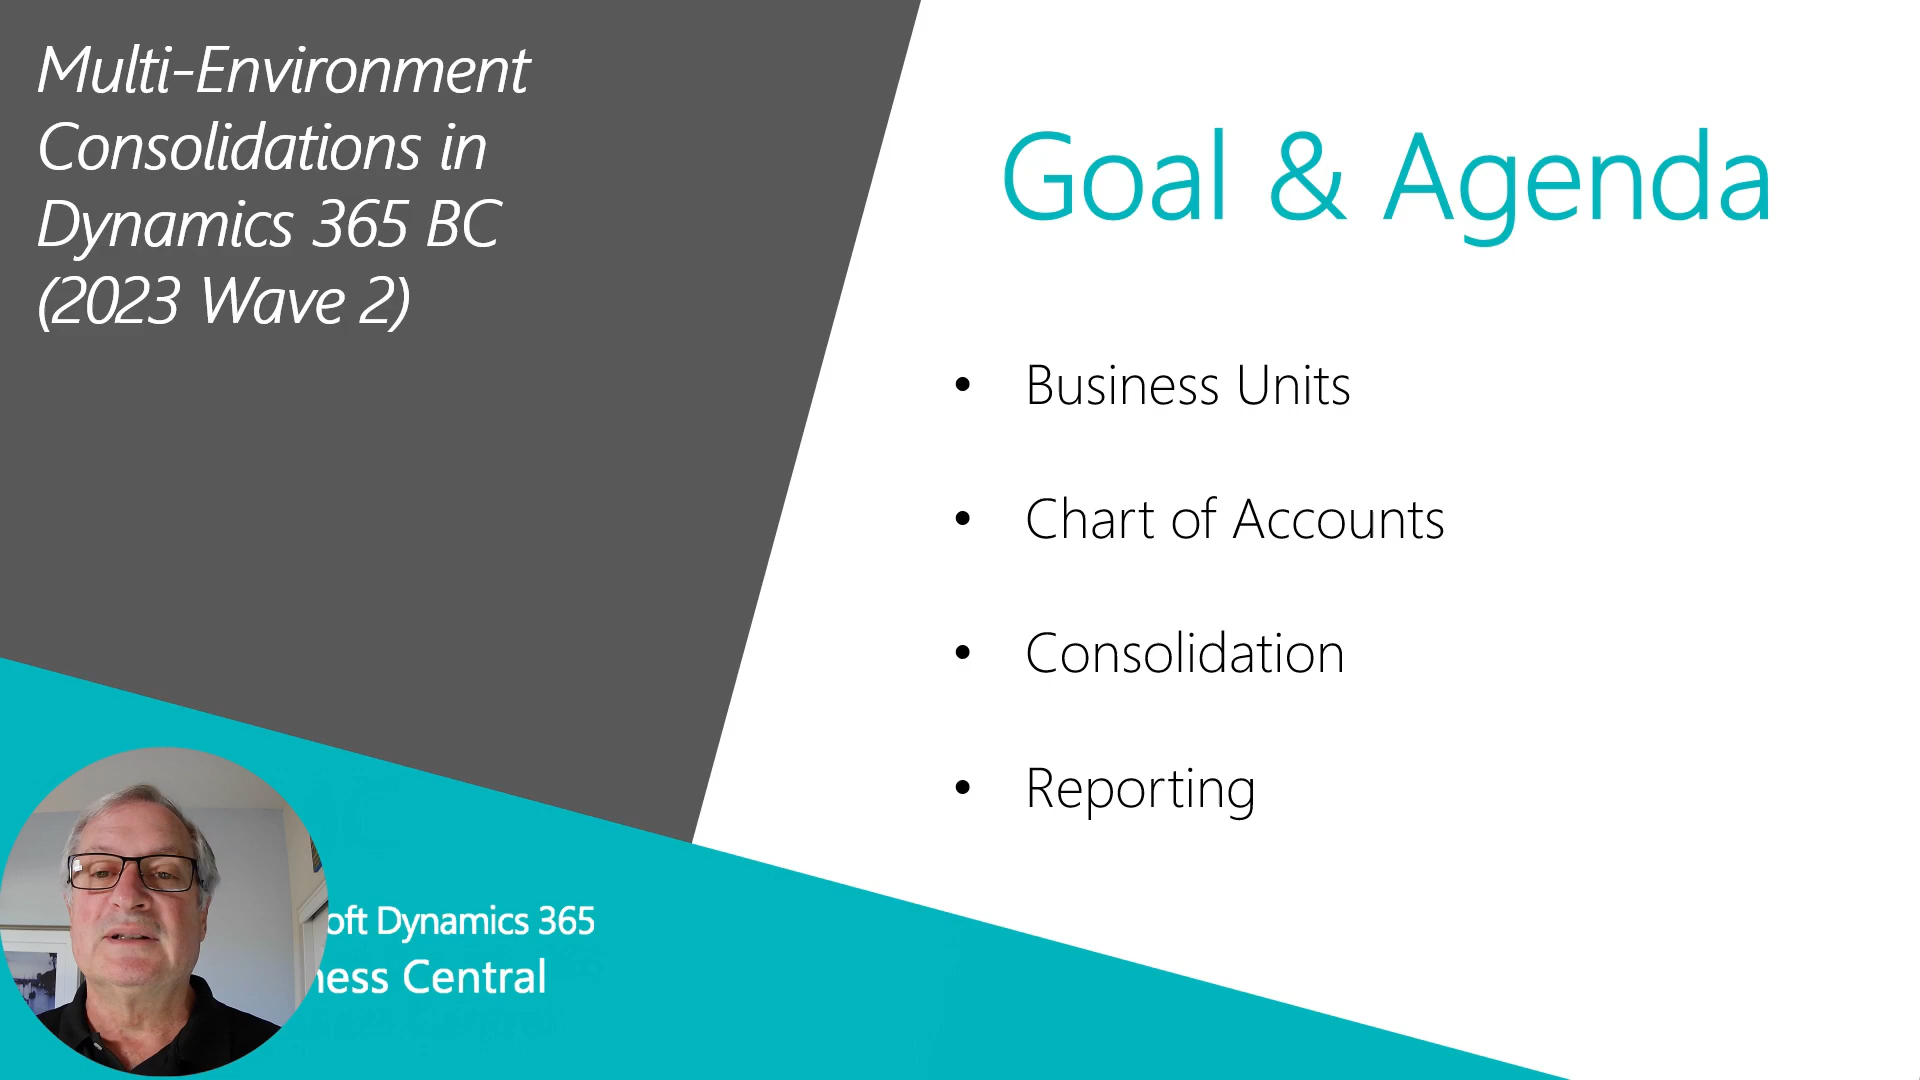 Multi-Environment
Consolidations in
Dynamics 365 BC
(2023 Wave 2)
Goal & Agenda
• Business Units
• Chart of Accounts
• Consolidation
• Reporting
oft Dynamics 365
ness Central